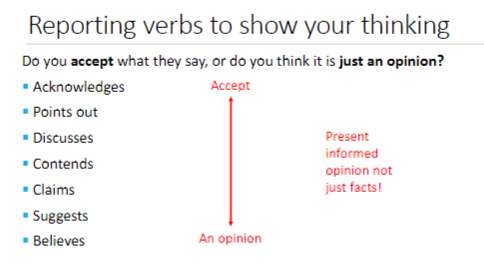 Reporting verbs to show your thinking
Do you accept what they say, or do you think it is just an opinion?
Acknowledges
Points out
Discusses
Contends
Claims
Suggests
Believes
Accept
An opinion
Present
informed
opinion not
just facts!